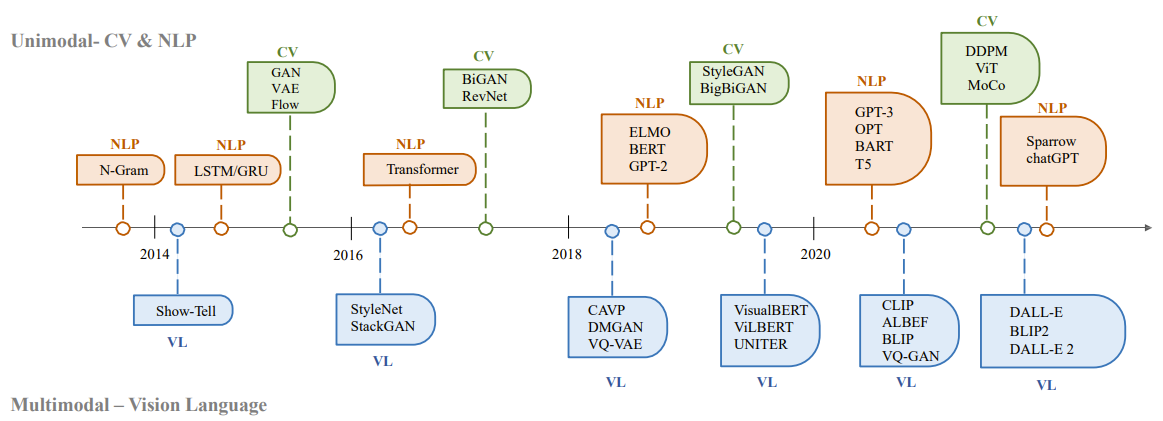 Unimodal- CV & NLP
CV
GAN
VAE
Flow
CV
BiGAN
RevNet
CV
StyleGAN
BigBiGAN
CV
DDPM
ViT
MoCo
NLP
N-Gram
NLP
LSTM/GRU
NLP
Transformer
NLP
ELMO
BERT
GPT-2
NLP
GPT-3
OPT
BART
T5
NLP
Sparrow
chatGPT
2014
2016
2018
2020
Show-Tell
VL
StyleNet
StackGAN
VL
CAVP
DMGAN
VQ-VAE
VL
VisualBERT
ViLBERT
UNITER
VL
CLIP
ALBEF
BLIP
VQ-GAN
VL
DALL-E
BLIP2
DALL-E 2
VL
Multimodal – Vision Language